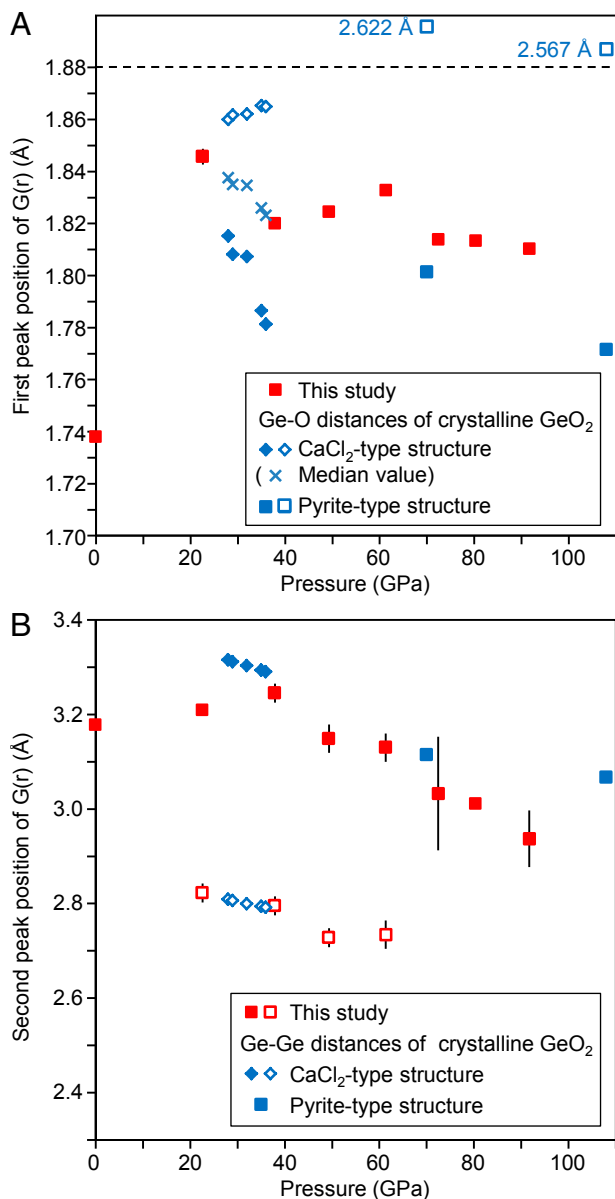 A
2.622 Å
2.567 Å
1.88
1.86
1.84
1.82
1.80
1.78
1.76
1.74
1.72
1.70
First peak position of G(r) (Å)
This study
Ge-O distances of crystalline GeO2
CaCl2-type structure
( Median value)
Pyrite-type structure
0 20 40 60 80 100
Pressure (GPa)
B
3.4
3.2
3.0
2.8
2.6
2.4
Second peak position of G(r) (Å)
This study
Ge-Ge distances of crystalline GeO2
CaCl2-type structure
Pyrite-type structure
0 20 40 60 80 100
Pressure (GPa)